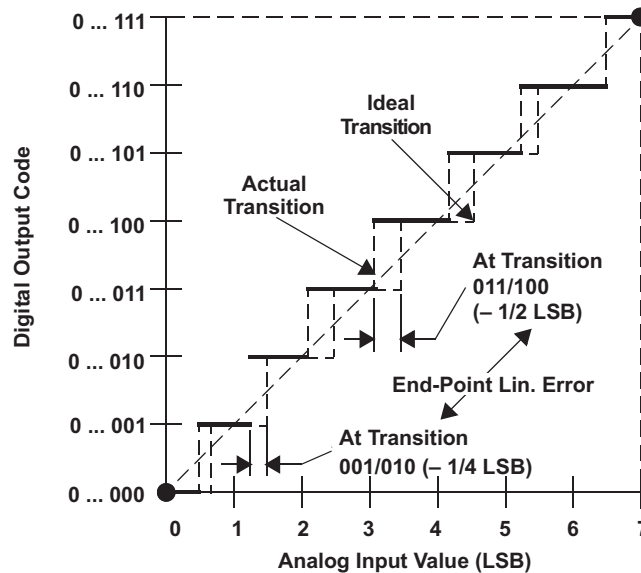 0 ... 111
0 ... 110
Ideal
Transition
0 ... 101
Actual
Transition
0 ... 100
At Transition
011/100
(– 1/2 LSB)
0 ... 011
0 ... 010
End-Point Lin. Error
0 ... 001
At Transition
001/010 (– 1/4 LSB)
0 ... 000
0 1 2 3 4 5 6 7
Analog Input Value (LSB)
Digital Output Code